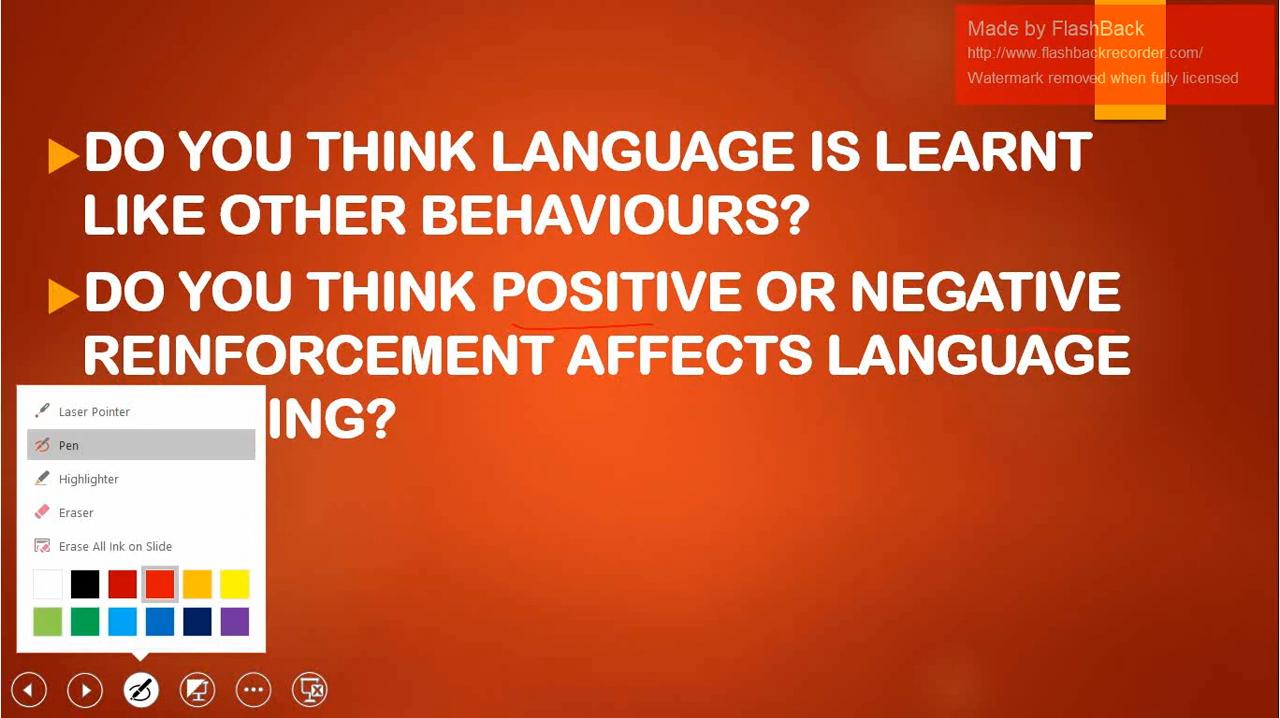 Made by FlashBack
http://www.flashbackrecorder.com/
Watermark removed when fully licensed
DO YOU THINK LANGUAGE IS LEARNT
LIKE OTHER BEHAVIOURS?
DO YOU THINK POSITIVE OR NEGATIVE
REINFORCEMENT AFFECTS LANGUAGE
ING?
Laser Pointer
Pen
Highlighter
Eraser
Erase All Ink on Slide